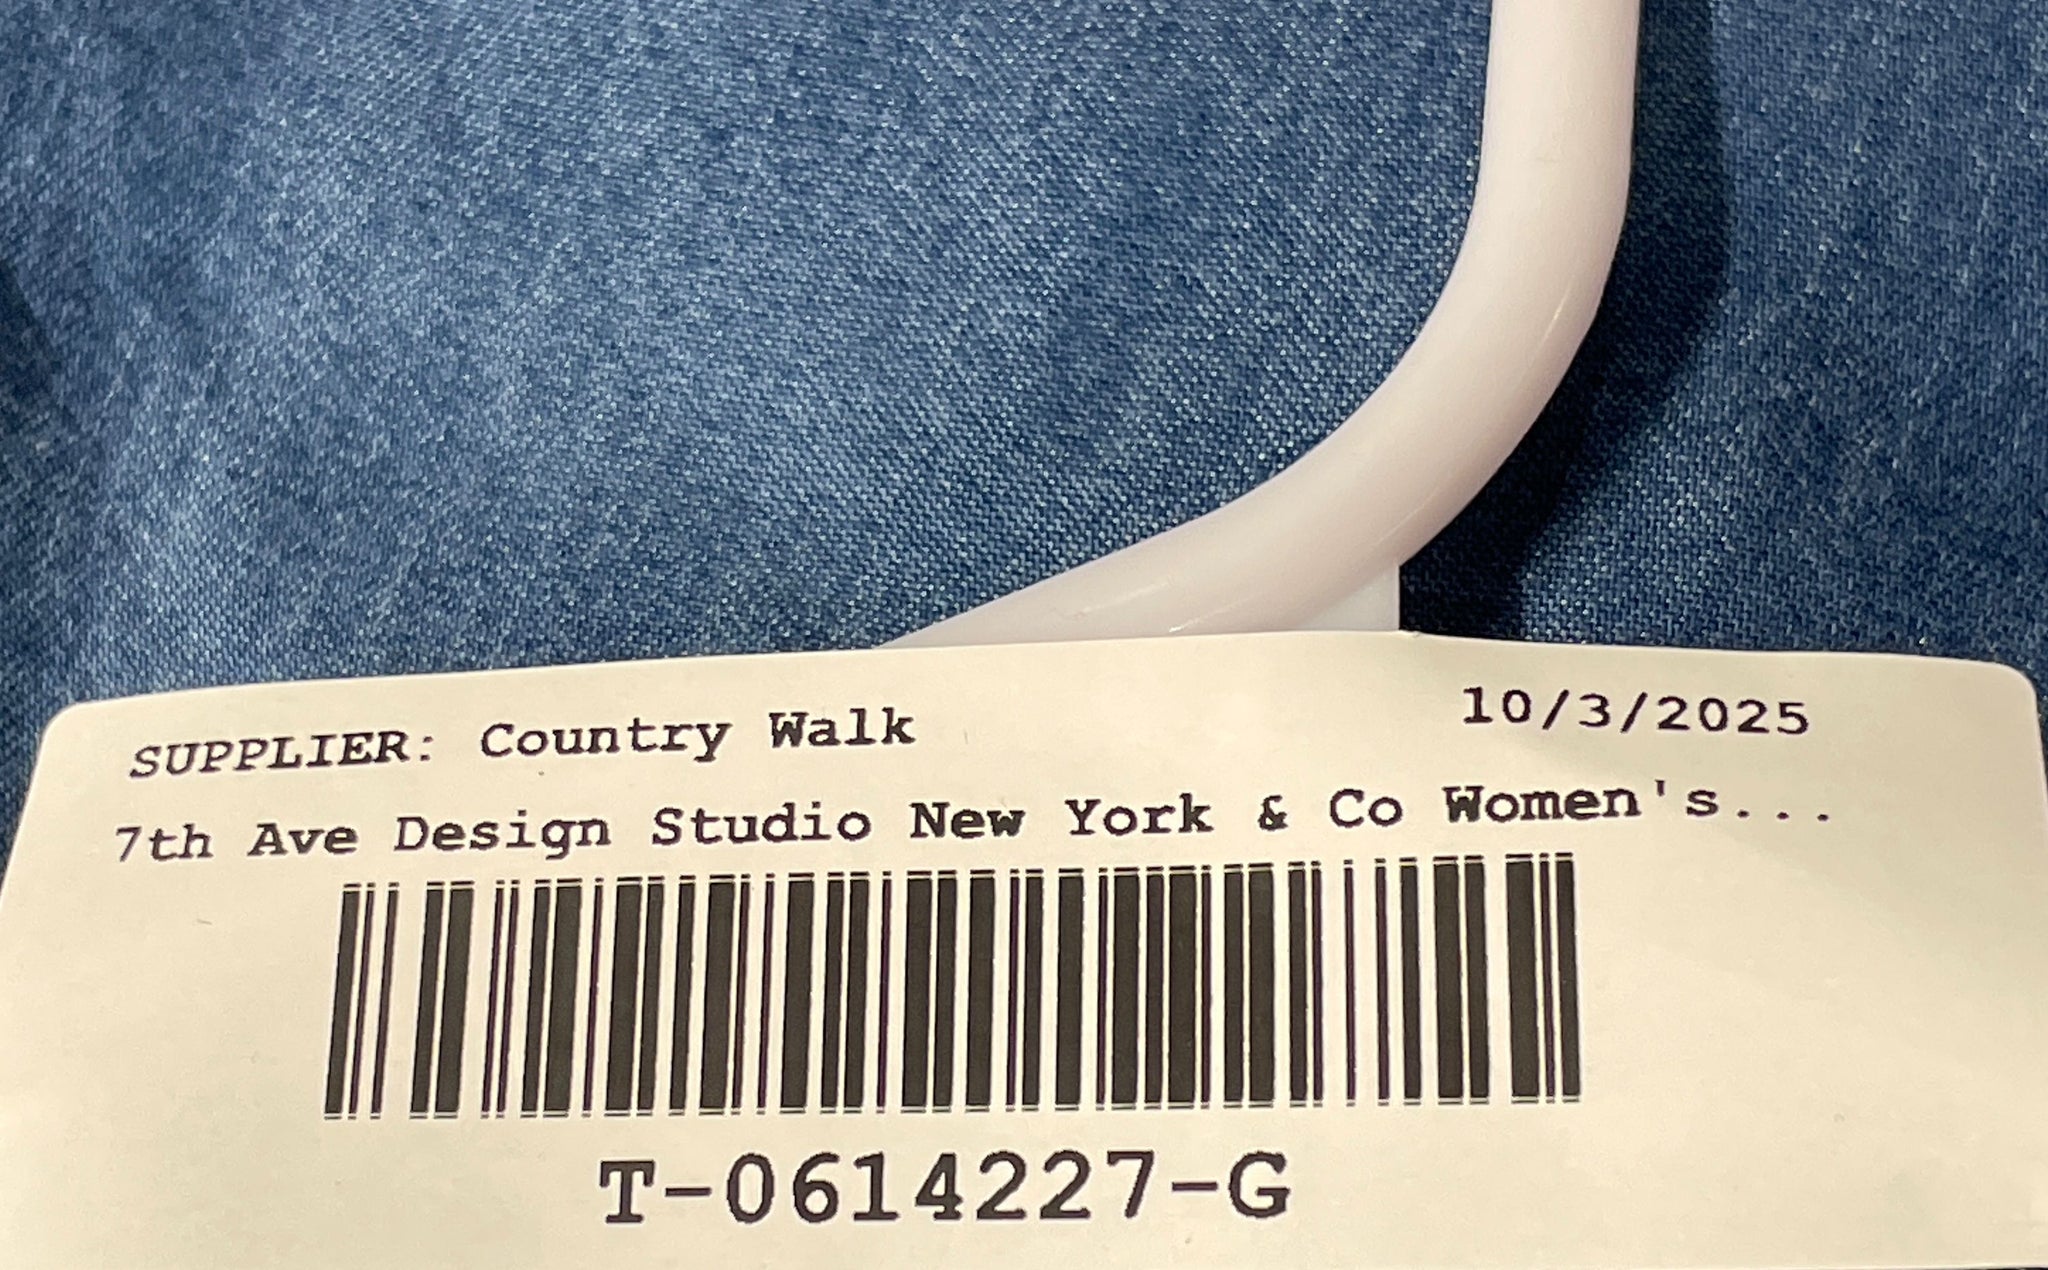 SUPPLIER: Country Walk 10/3/2025
7th Ave Design Studio New York & Co Women's...
T-0614227-G